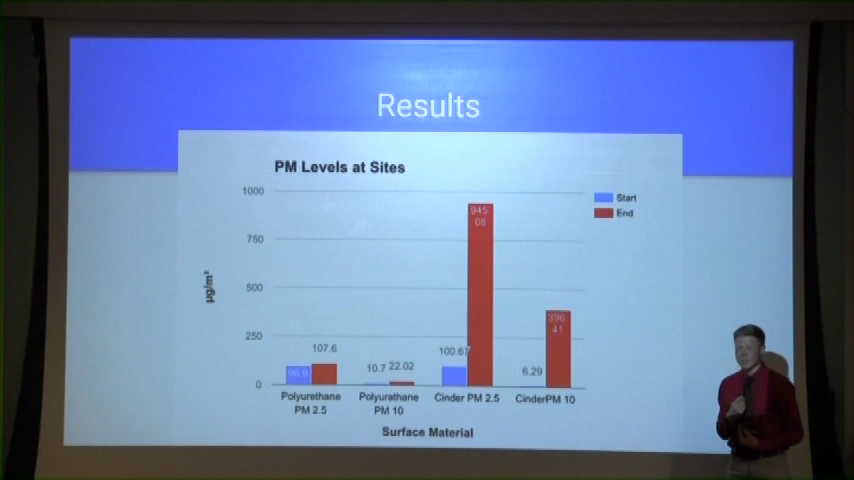 Results
PM Levels at Sites
1000
750
500
250
0
µg/m³
Start
End
96.9
107.6
10.7
22.02
100.67
945
08
6.29
396
41
Polyurethane
PM 2.5
Polyurathane
PM 10
Cinder PM 2.5
CinderPM 10
Surface Material